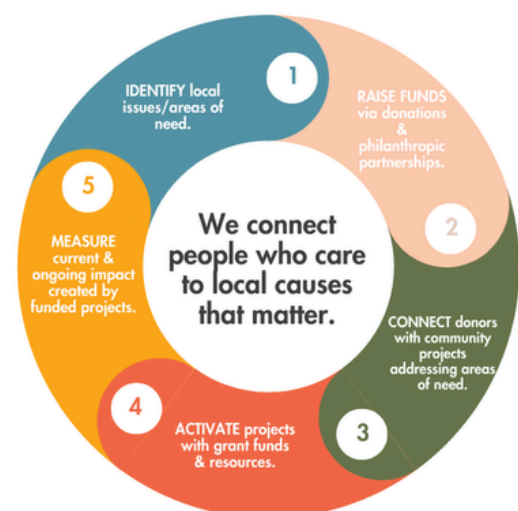 1
IDENTIFY local
issues/areas of
need.
RAISE FUNDS
via donations
&
philanthropic
partnerships.
2
CONNECT donors
with community
projects
addressing areas
of need.
3
ACTIVATE projects
with grant funds
& resources.
4
5
MEASURE
current &
ongoing impact
created by
funded projects.
We connect
people who care
to local causes
that matter.